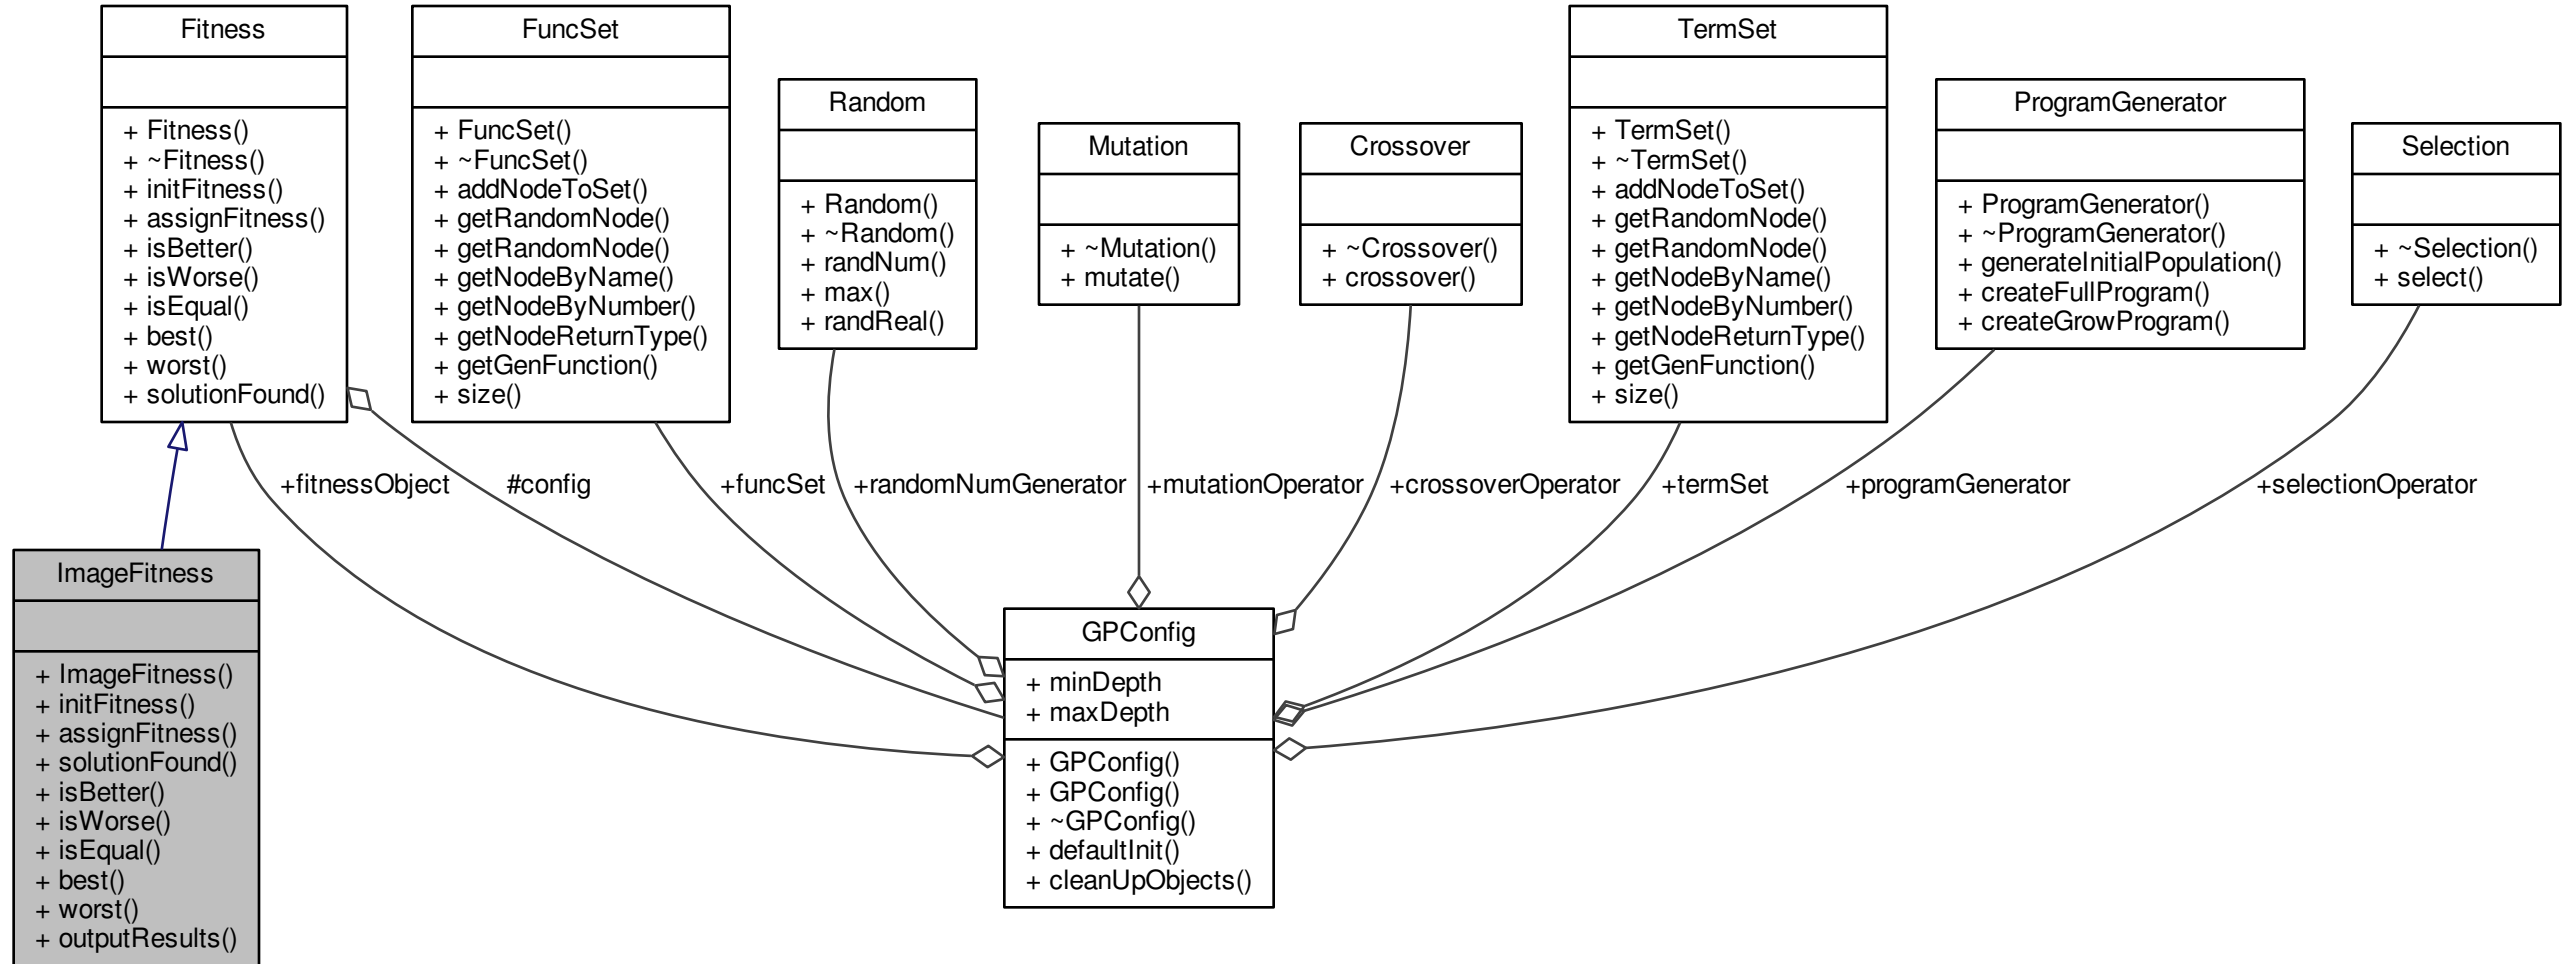 Fitness
+ Fitness()
+ ~Fitness()
+ initFitness()
+ assignFitness()
+ isBetter()
+ isWorse()
+ isEqual()
+ best()
+ worst()
+ solutionFound()
FuncSet
+ FuncSet()
+ ~FuncSet()
+ addNodeToSet()
+ getRandomNode()
+ getRandomNode()
+ getNodeByName()
+ getNodeByNumber()
+ getNodeReturnType()
+ getGenFunction()
+ size()
Random
+ Random()
+ ~Random()
+ randNum()
+ max()
+ randReal()
Mutation
+ ~Mutation()
+ mutate()
Crossover
+ ~Crossover()
+ crossover()
TermSet
+ TermSet()
+ ~TermSet()
+ addNodeToSet()
+ getRandomNode()
+ getRandomNode()
+ getNodeByName()
+ getNodeByNumber()
+ getNodeReturnType()
+ getGenFunction()
+ size()
ProgramGenerator
+ ProgramGenerator()
+ ~ProgramGenerator()
+ generateInitialPopulation()
+ createFullProgram()
+ createGrowProgram()
Selection
+ ~Selection()
+ select()
+fitnessObject
#config
+funcSet
+randomNumGenerator
+mutationOperator
+crossoverOperator
+termSet
+programGenerator
+selectionOperator
ImageFitness
+ ImageFitness()
+ initFitness()
+ assignFitness()
+ solutionFound()
+ isBetter()
+ isWorse()
+ isEqual()
+ best()
+ worst()
+ outputResults()
GPConfig
+ minDepth
+ maxDepth
+ GPConfig()
+ GPConfig()
+ ~GPConfig()
+ defaultInit()
+ cleanUpObjects()